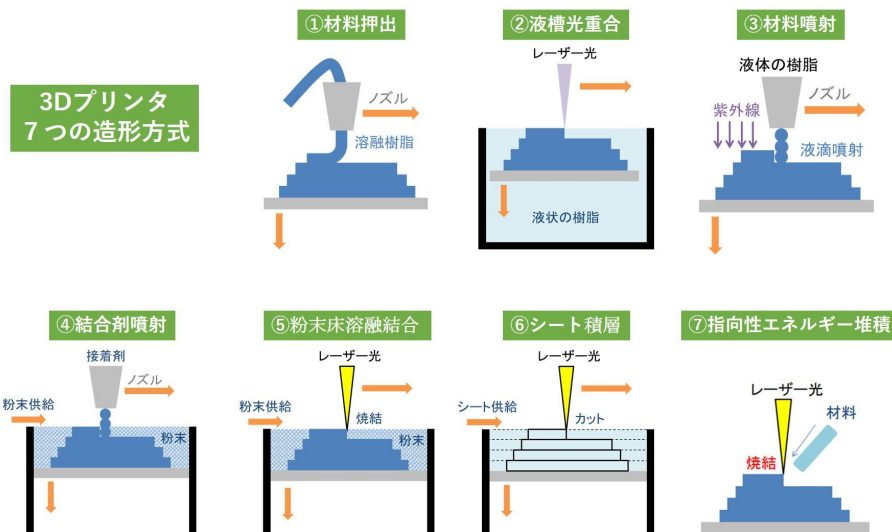 3Dプリンタ
７つの造形方式
①材料押出
ノズル
溶融樹脂
②液槽光重合
レーザー光
液状の樹脂
③材料噴射
液体の樹脂
ノズル
紫外線
液滴噴射
④結合剤噴射
接着剤
ノズル
粉末供給
粉末
⑤粉末床溶融結合
レーザー光
粉末供給
焼結
粉末
⑥シート積層
レーザー光
シート供給
カット
⑦指向性エネルギー堆積
レーザー光
材料
焼結